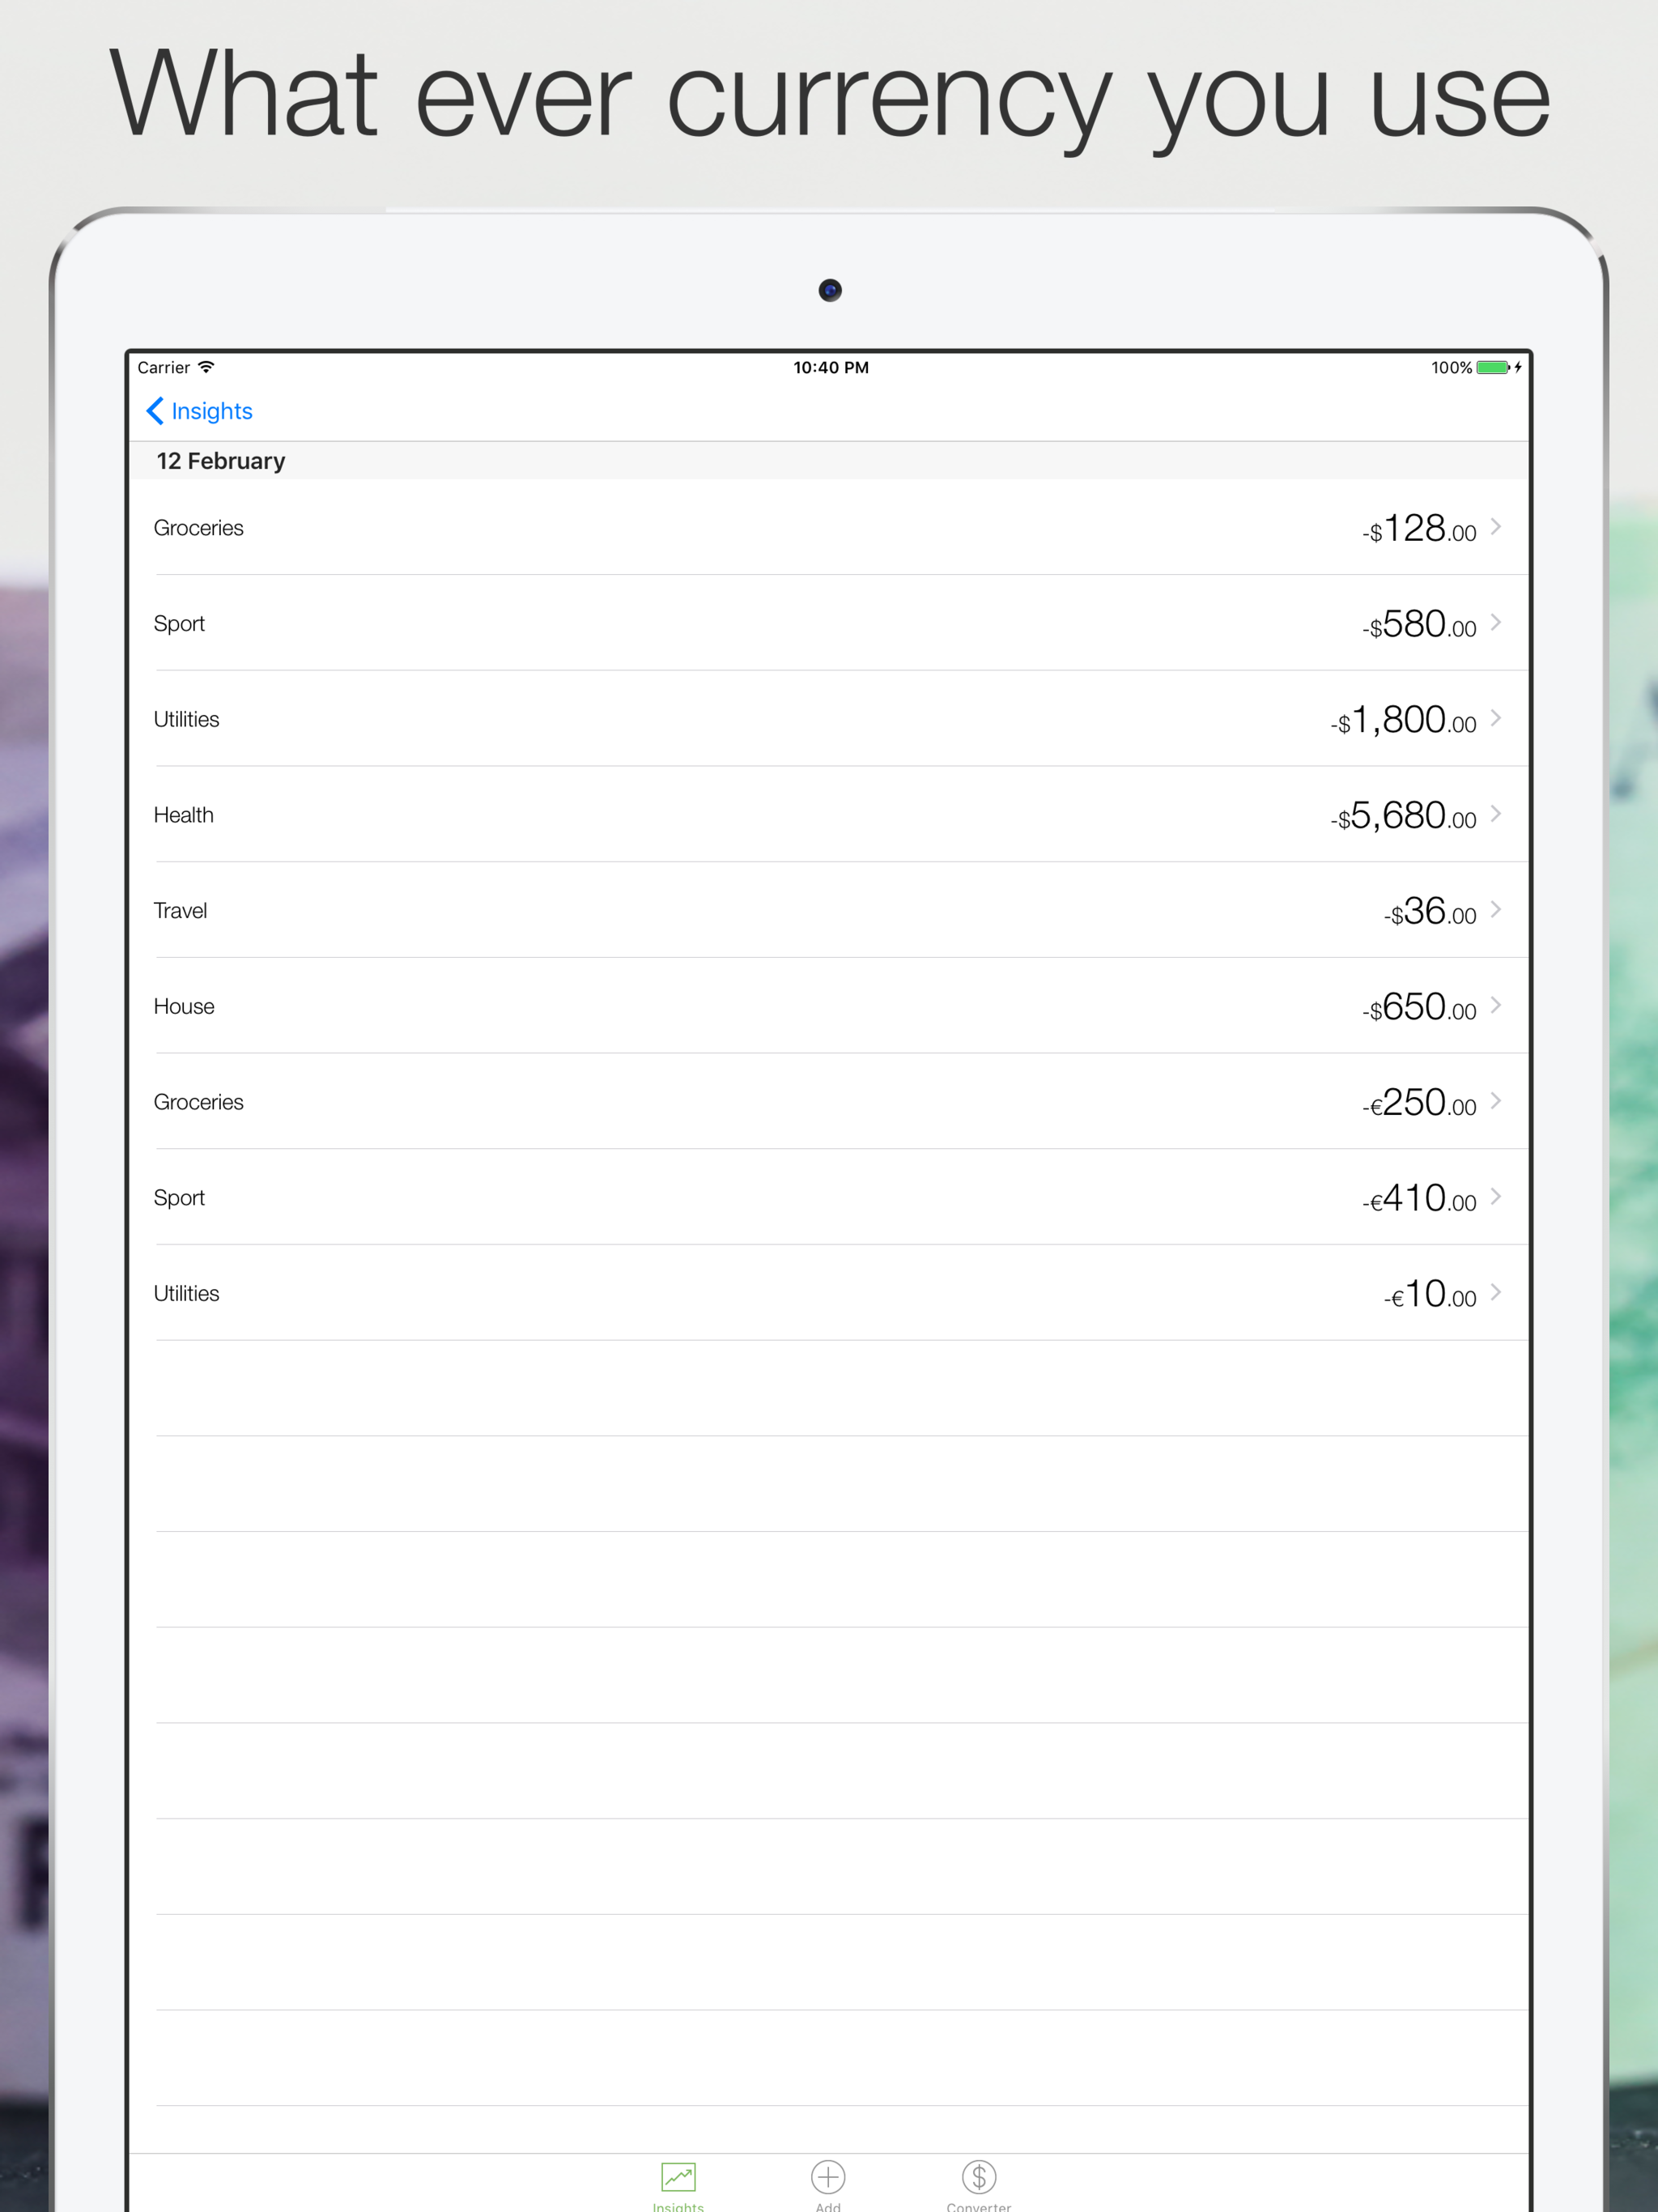 What ever currency you use
Carrier 10:40 PM 100%
Insights
12 February
Groceries -$128.00
Sport -$580.00
Utilities -$1,800.00
Health -$5,680.00
Travel -$36.00
House -$650.00
Groceries -€250.00
Sport -€410.00
Utilities -€10.00
Insights Add Converter